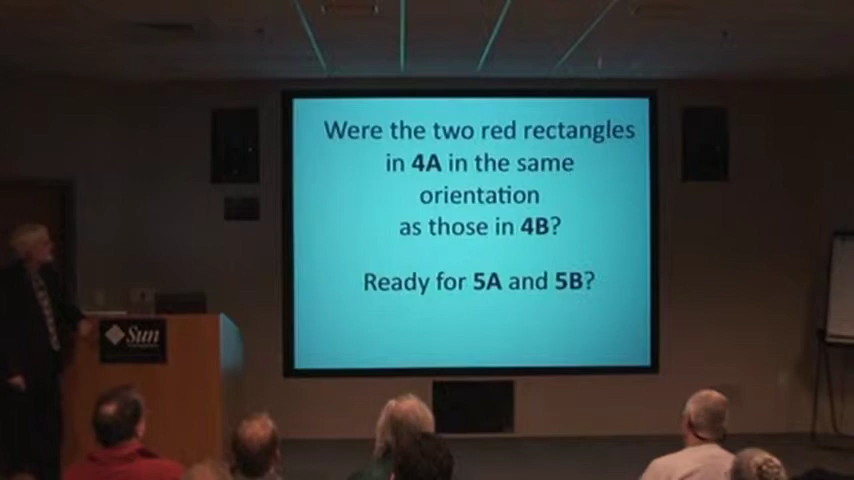 Were the two red rectangles
in 4A in the same
orientation
as those in 4B?
Ready for 5A and 5B?
Sun